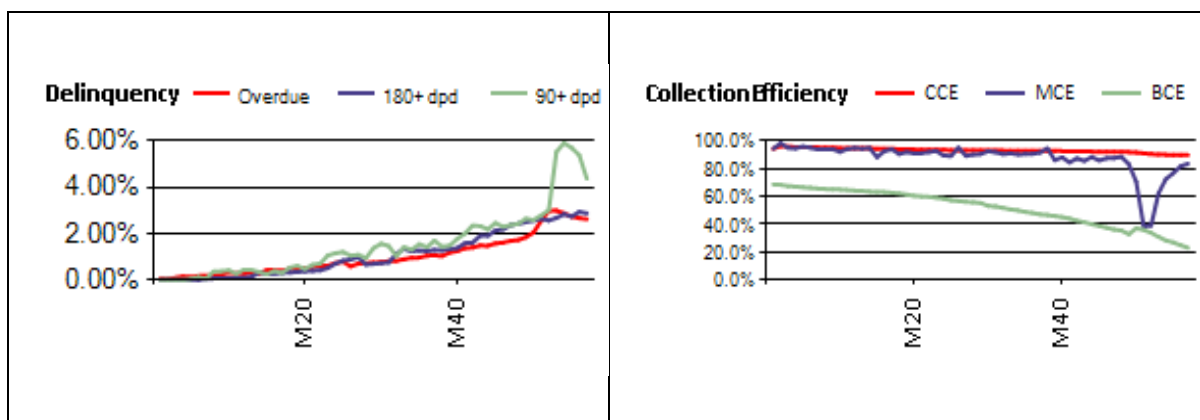 Delinquency Overdue 180+ dpd 90+ dpd
6.00%
4.00%
2.00%
0.00%
M20
M40
Collection Efficiency CCE MCE BCE
100.0%
80.0%
60.0%
40.0%
20.0%
0.0%
M20
M40